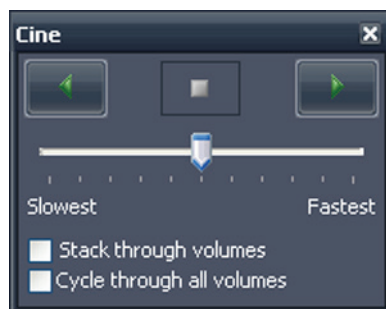 Cine
Slowest Fastest
Stack through volumes
Cycle through all volumes